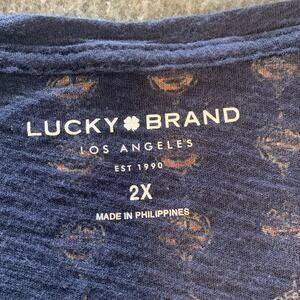 LUCKY BRAND
LOS ANGELES
EST 1990
2X
MADE IN PHILIPPINES